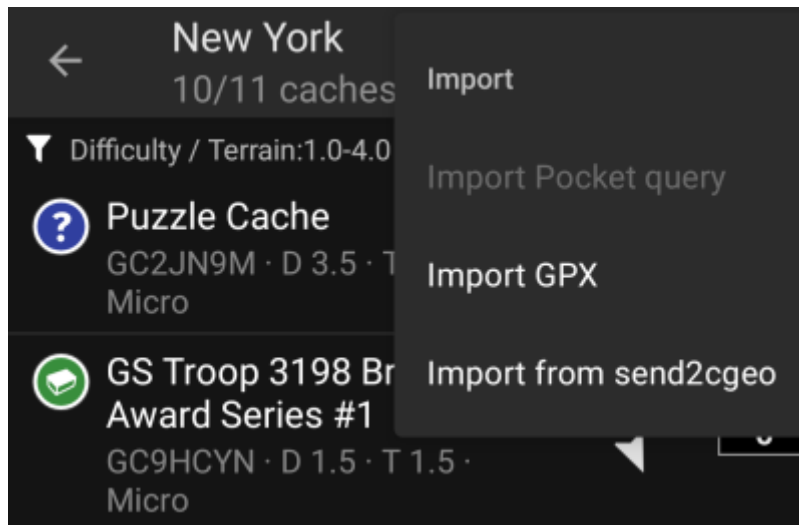 New York
10/11 caches
Difficulty / Terrain:1.0-4.0
Puzzle Cache
GC2JN9M · D 3.5 · T
Micro
GS Troop 3198 Br
Award Series #1
GC9HCYN · D 1.5 · T 1.5 ·
Micro
Import
Import Pocket query
Import GPX
Import from send2cgeo